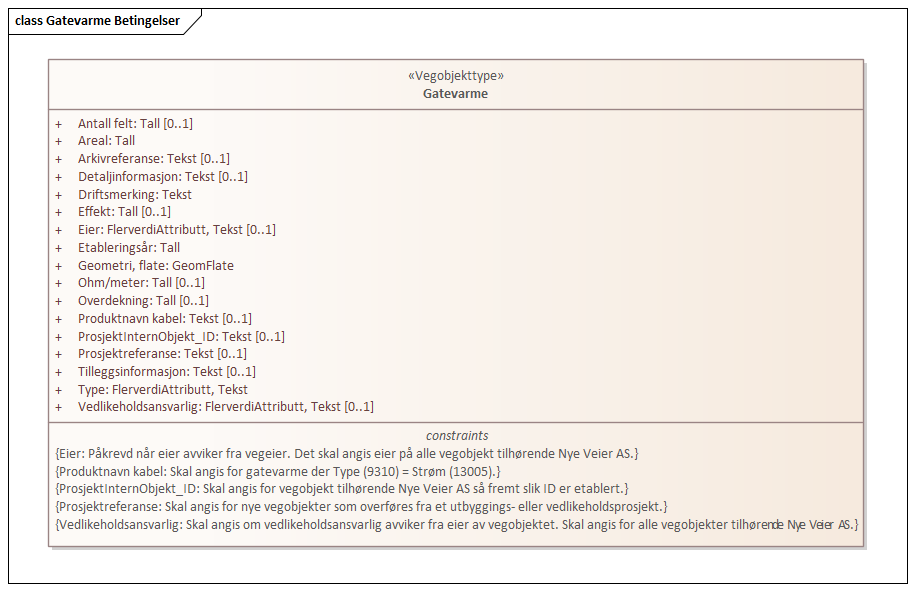 class Gatevarme Betingelser
«Vegobjekttype»
Gatevarme
+ Antall felt: Tall [0..1]
+ Areal: Tall
+ Arkivreferanse: Tekst [0..1]
+ Detaljinformasjon: Tekst [0..1]
+ Driftsmerking: Tekst
+ Effekt: Tall [0..1]
+ Eier: FlerverdiAttributt, Tekst [0..1]
+ Etableringsår: Tall
+ Geometri, flate: GeomFlate
+ Ohm/meter: Tall [0..1]
+ Overdekning: Tall [0..1]
+ Produktnavn kabel: Tekst [0..1]
+ ProsjektInternObjekt_ID: Tekst [0..1]
+ Prosjektreferanse: Tekst [0..1]
+ Tilleggsinformasjon: Tekst [0..1]
+ Type: FlerverdiAttributt, Tekst
+ Vedlikeholdsansvarlig: FlerverdiAttributt, Tekst [0..1]
constraints
{Eier: Påkrevd når eier avviker fra vegeier. Det skal angis eier på alle vegobjekt tilhørende Nye Veier AS.}
{Produktnavn kabel: Skal angis for gatevarme der Type (9310) = Strøm (13005).}
{ProsjektInternObjekt_ID: Skal angis for vegobjekt tilhørende Nye Veier AS så fremt slik ID er etablert.}
{Prosjektreferanse: Skal angis for nye vegobjekter som overføres fra et utbyggings- eller vedlikeholdsprosjekt.}
{Vedlikeholdsansvarlig: Skal angis om vedlikeholdsansvarlig avviker fra eier av vegobjektet. Skal angis for alle vegobjekter tilhørende Nye Veier AS.}